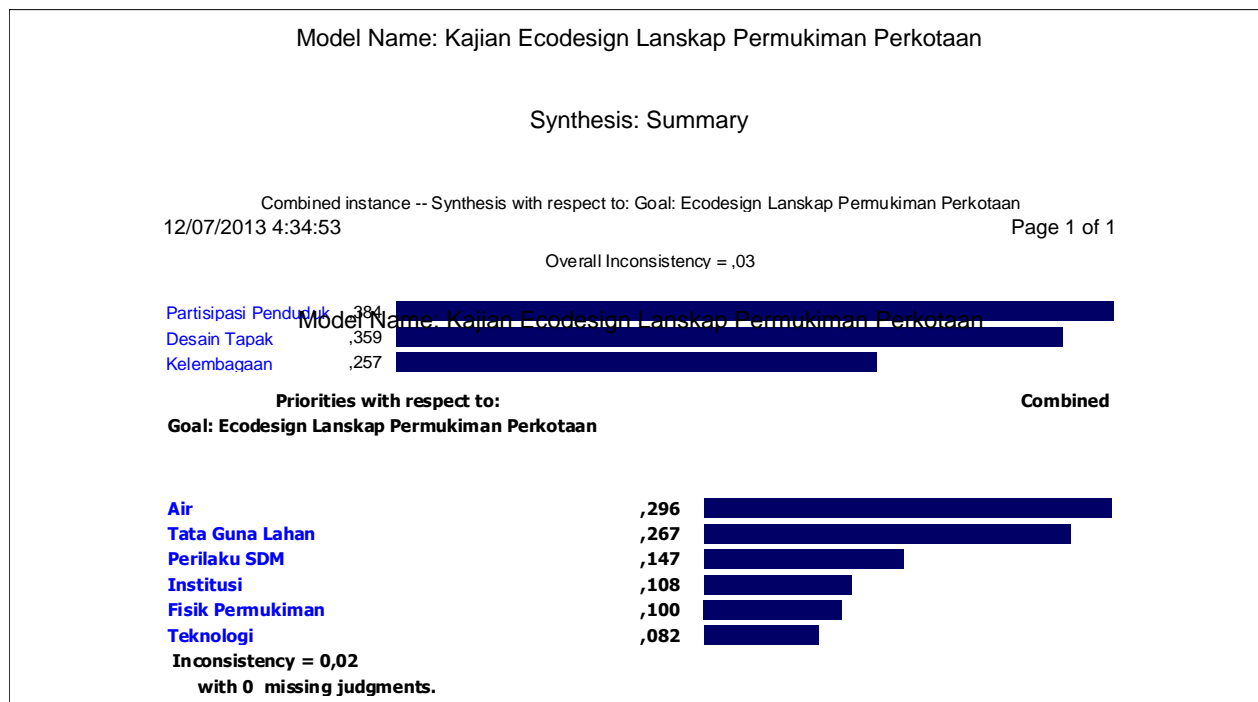 Model Name: Kajian Ecodesign Lanskap Permukiman Perkotaan
Synthesis: Summary
Combined instance -- Synthesis with respect to: Goal: Ecodesign Lanskap Permukiman Perkotaan
12/07/2013 4:34:53 Page 1 of 1
Overall Inconsistency = ,03
Partisipasi Penduduk ,384
Model Name: Kajian Ecodesign Lanskap Permukiman Perkotaan
Desain Tapak ,359
Kelembagaan ,257
Priorities with respect to: Combined
Goal: Ecodesign Lanskap Permukiman Perkotaan
Air ,296
Tata Guna Lahan ,267
Perilaku SDM ,147
Institusi ,108
Fisik Permukiman ,100
Teknologi ,082
Inconsistency = 0,02
with 0 missing judgments.